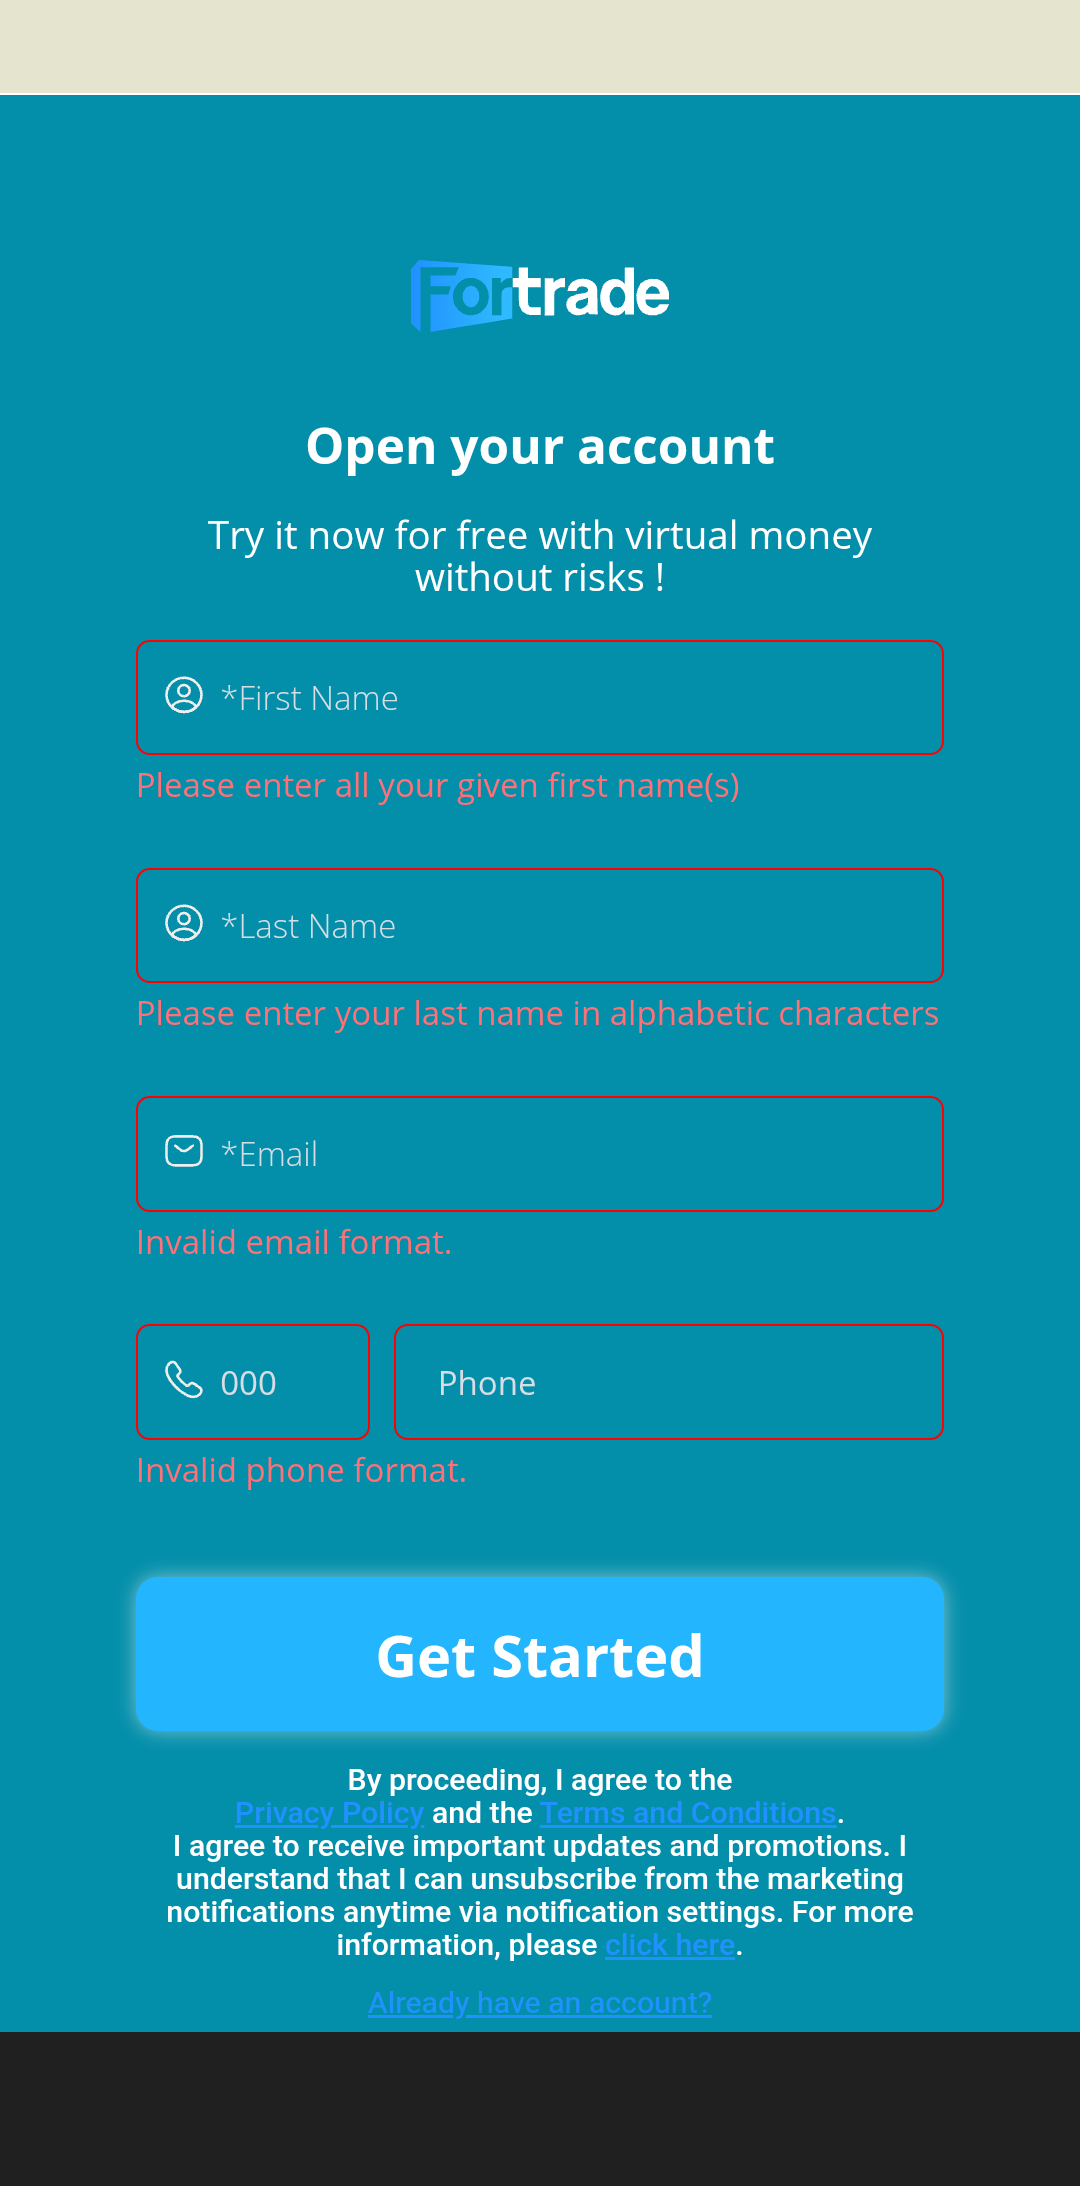 Fortrade
Open your account
Try it now for free with virtual money
without risks !
*First Name
Please enter all your given first name(s)
*Last Name
Please enter your last name in alphabetic characters
*Email
Invalid email format.
000 Phone
Invalid phone format.
Get Started
By proceeding, I agree to the
Privacy Policy and the Terms and Conditions.
I agree to receive important updates and promotions. I
understand that I can unsubscribe from the marketing
notifications anytime via notification settings. For more
information, please click here.
Already have an account?